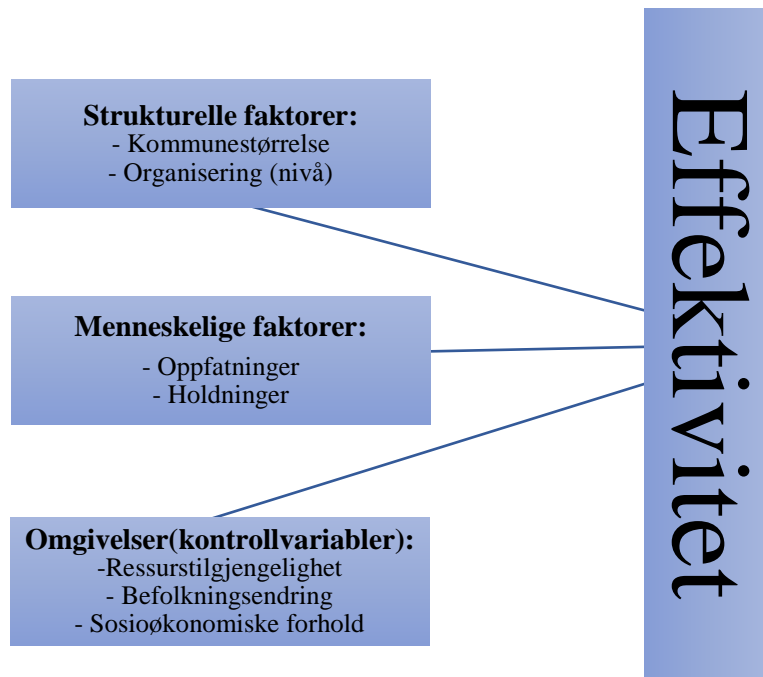 Strukturelle faktorer:
- Kommunestørrelse
- Organisering (nivå)
Menneskelige faktorer:
- Oppfatninger
- Holdninger
Omgivelser(kontrollvariabler):
-Ressurstilgjengelighet
- Befolkningsendring
- Sosioøkonomiske forhold
Effektivitet